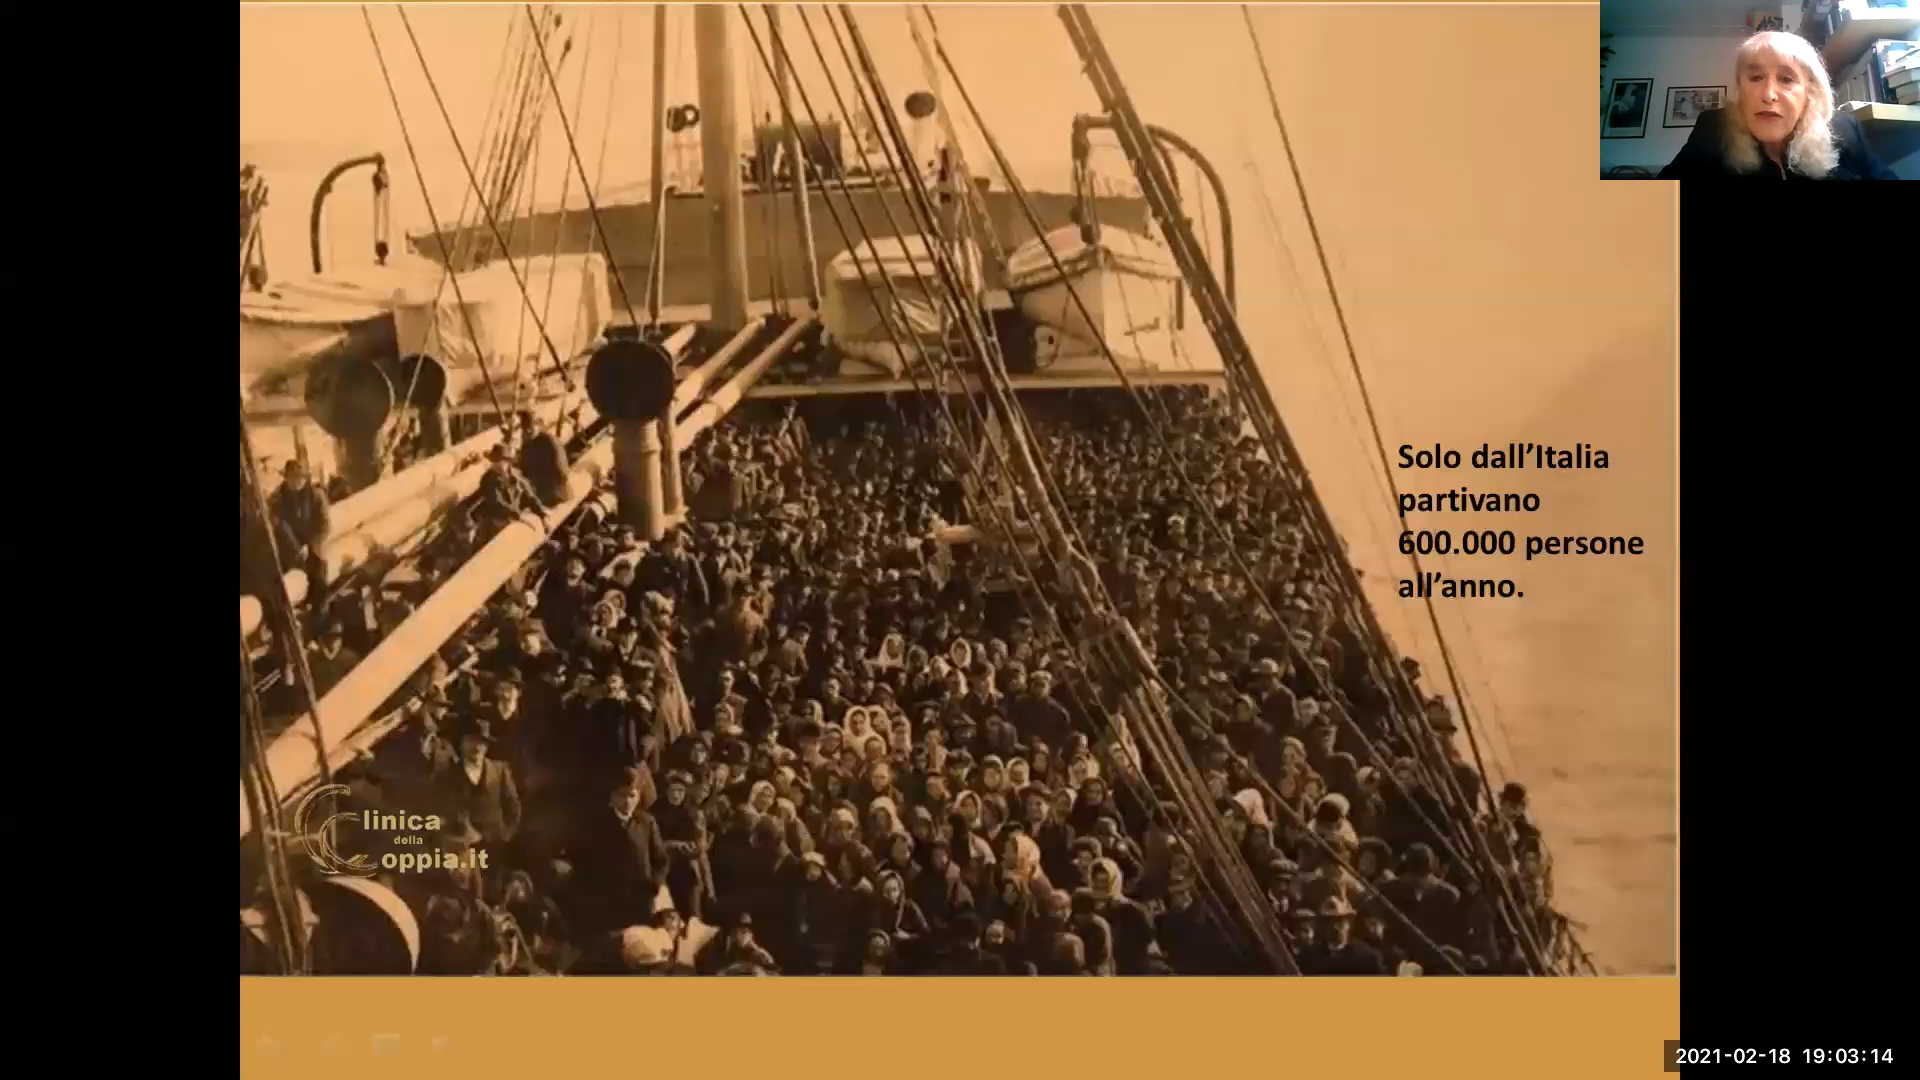 Solo dall’Italia
partivano
600.000 persone
all’anno.
Clinica
della
Coppia.it
2021-02-18 19:03:14